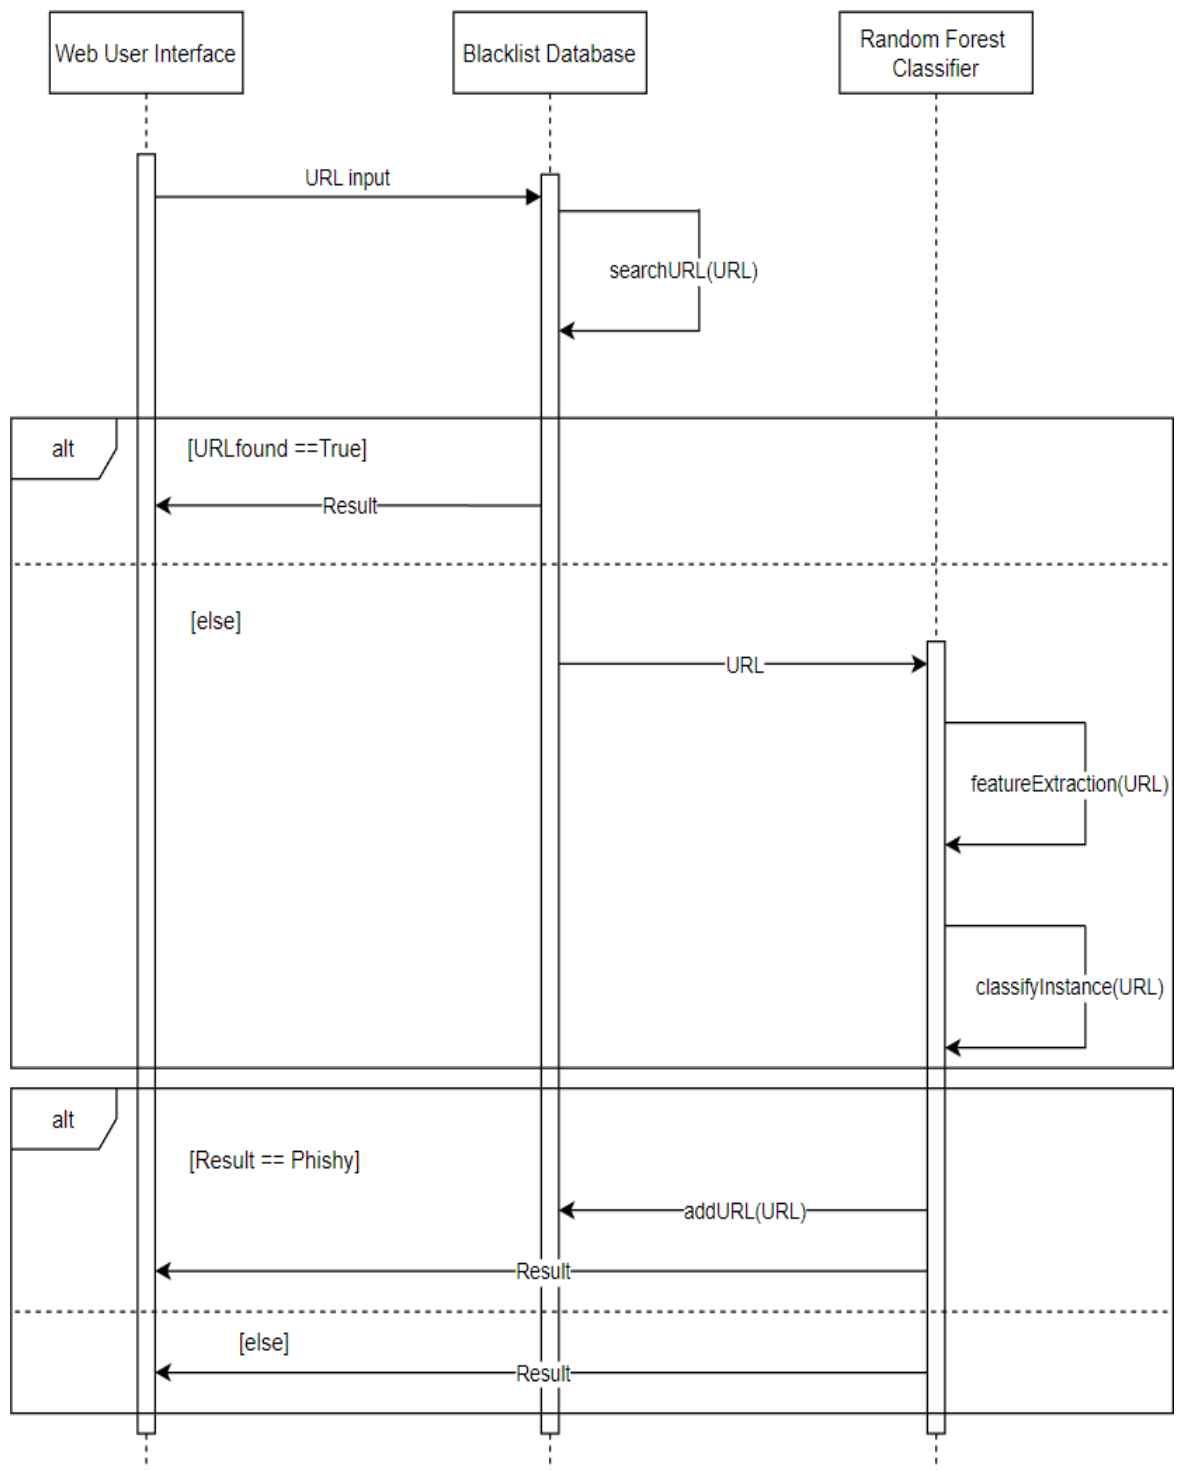 Web User Interface
Blacklist Database
Random Forest
Classifier
URL input
searchURL(URL)
alt
[URLfound ==True]
Result
[else]
URL
featureExtraction(URL)
classifyInstance(URL)
alt
[Result == Phishy]
addURL(URL)
Result
[else]
Result